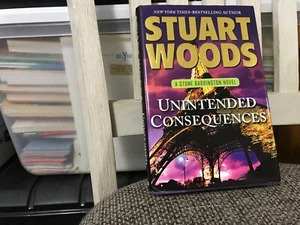 NEW YORK TIMES-BESTSELLING AUTHOR
STUART
WOODS
A STONE BARRINGTON NOVEL
UNINTENDED
CONSEQUENCES